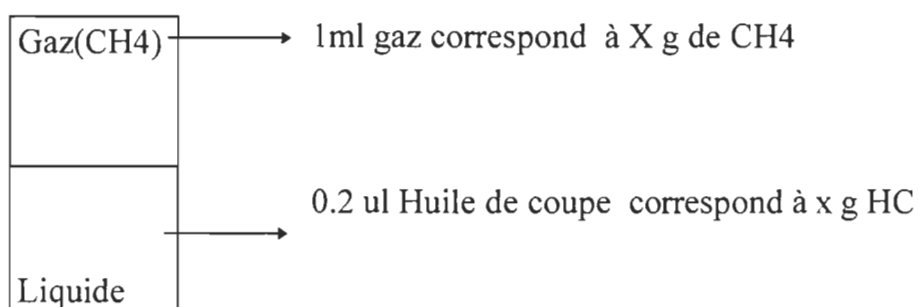 Gaz(CH4)
1ml gaz correspond à X g de CH4
0.2 ul Huile de coupe correspond à x g HC
Liquide